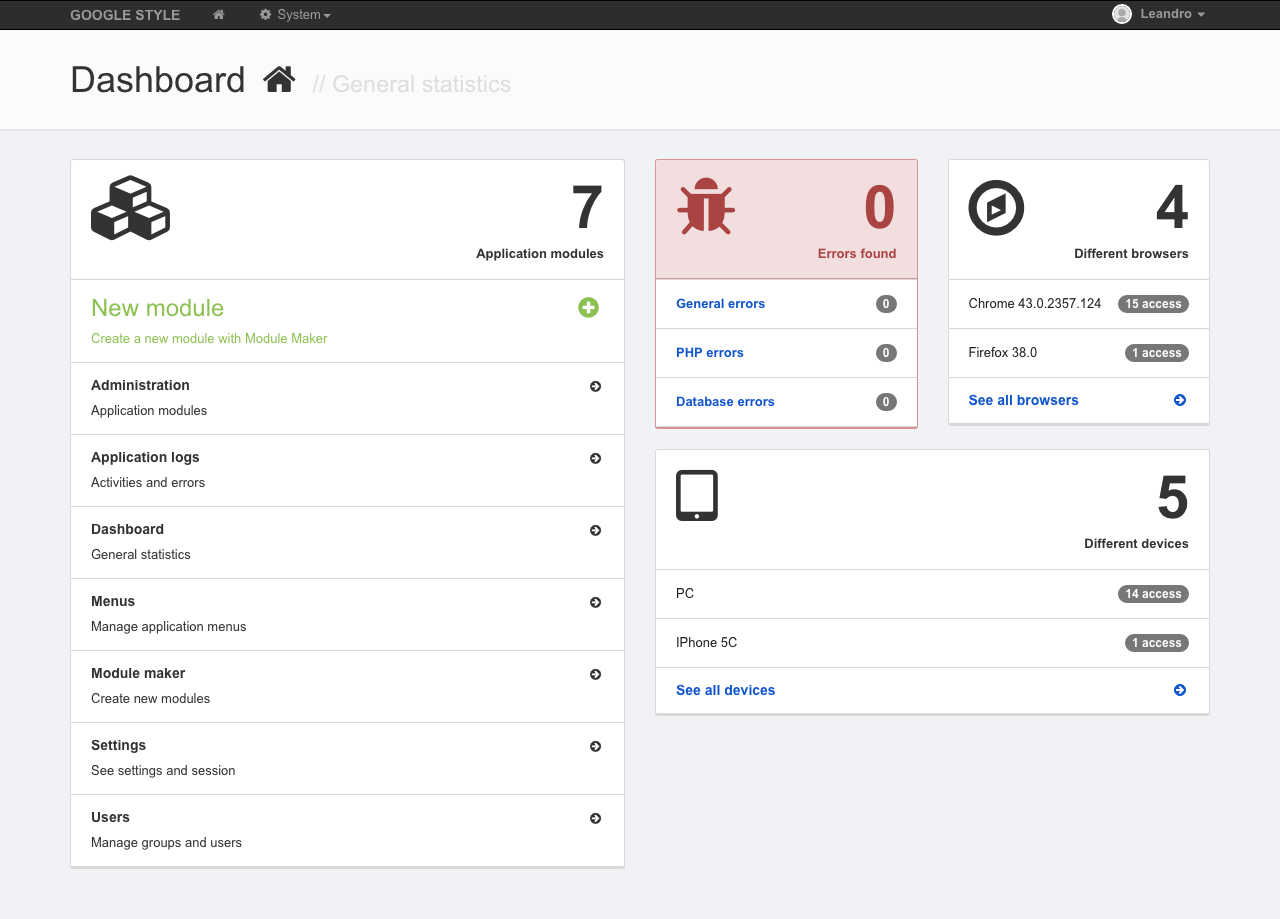 GOOGLE STYLE System Leandro
Dashboard // General statistics
7
Application modules
New module
Create a new module with Module Maker
Administration
Application modules
Application logs
Activities and errors
Dashboard
General statistics
Menus
Manage application menus
Module maker
Create new modules
Settings
See settings and session
Users
Manage groups and users
0
Errors found
General errors 0
PHP errors 0
Database errors 0
4
Different browsers
Chrome 43.0.2357.124 15 access
Firefox 38.0 1 access
See all browsers
5
Different devices
PC 14 access
IPhone 5C 1 access
See all devices